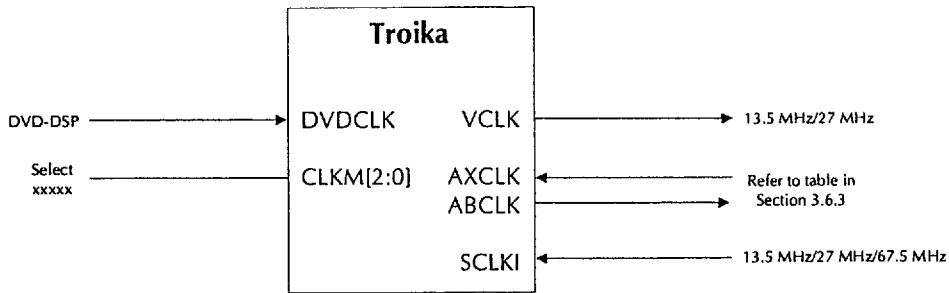 Troika
DVD-DSP
DVDCLK
VCLK
13.5 MHz/27 MHz
Select
xxxxx
CLKM[2:0]
AXCLK
ABCLK
Refer to table in
Section 3.6.3
SCLKI
13.5 MHz/27 MHz/67.5 MHz